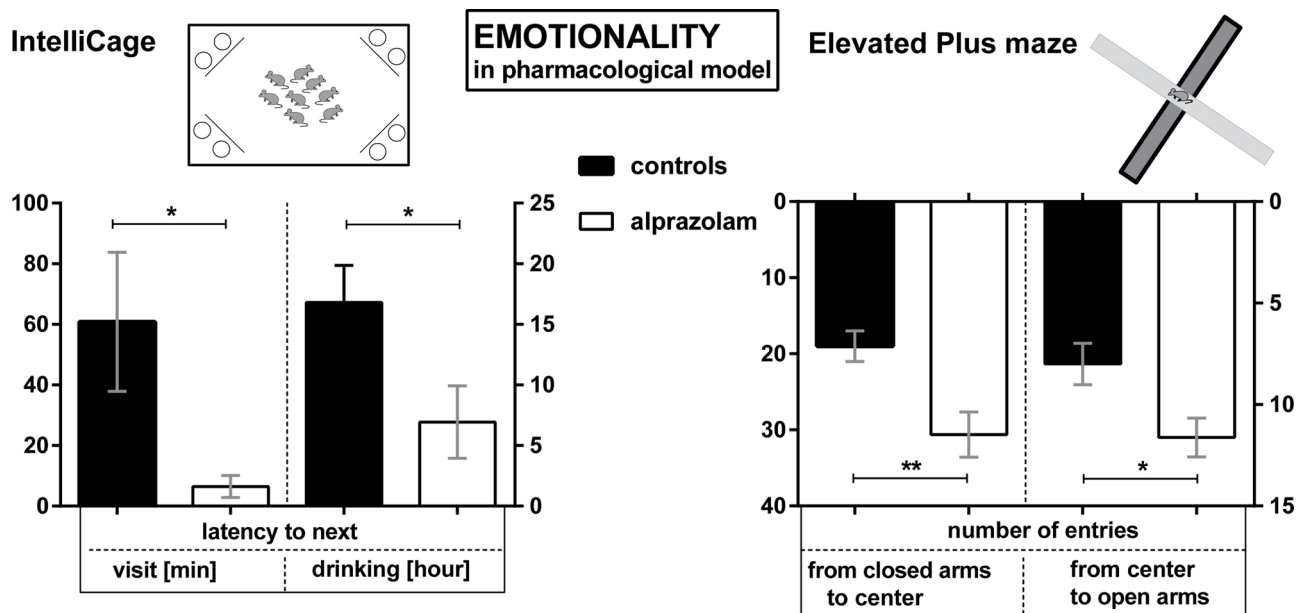 IntelliCage
EMOTIONALITY
in pharmacological model
Elevated Plus maze
controls
alprazolam
100
80
60
40
20
0
*
*
25
20
15
10
5
0
latency to next
visit [min]
drinking [hour]
0
10
20
30
40
**
*
0
5
10
15
number of entries
from closed arms
to center
from center
to open arms